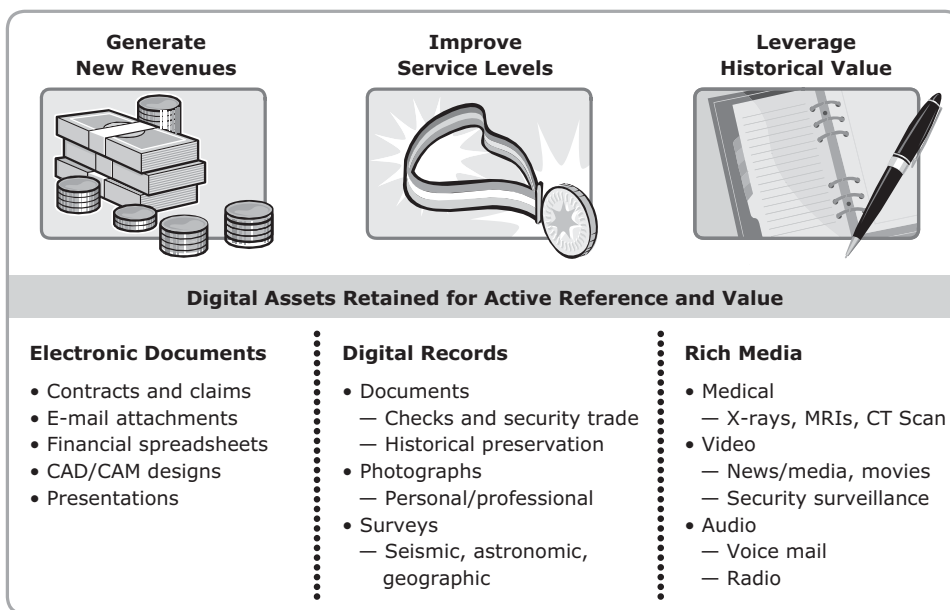 Generate
New Revenues
Improve
Service Levels
Leverage
Historical Value
Digital Assets Retained for Active Reference and Value
Electronic Documents
• Contracts and claims
• E-mail attachments
• Financial spreadsheets
• CAD/CAM designs
• Presentations
Digital Records
• Documents
— Checks and security trade
— Historical preservation
• Photographs
— Personal/professional
• Surveys
— Seismic, astronomic,
geographic
Rich Media
• Medical
— X-rays, MRIs, CT Scan
• Video
— News/media, movies
— Security surveillance
• Audio
— Voice mail
— Radio